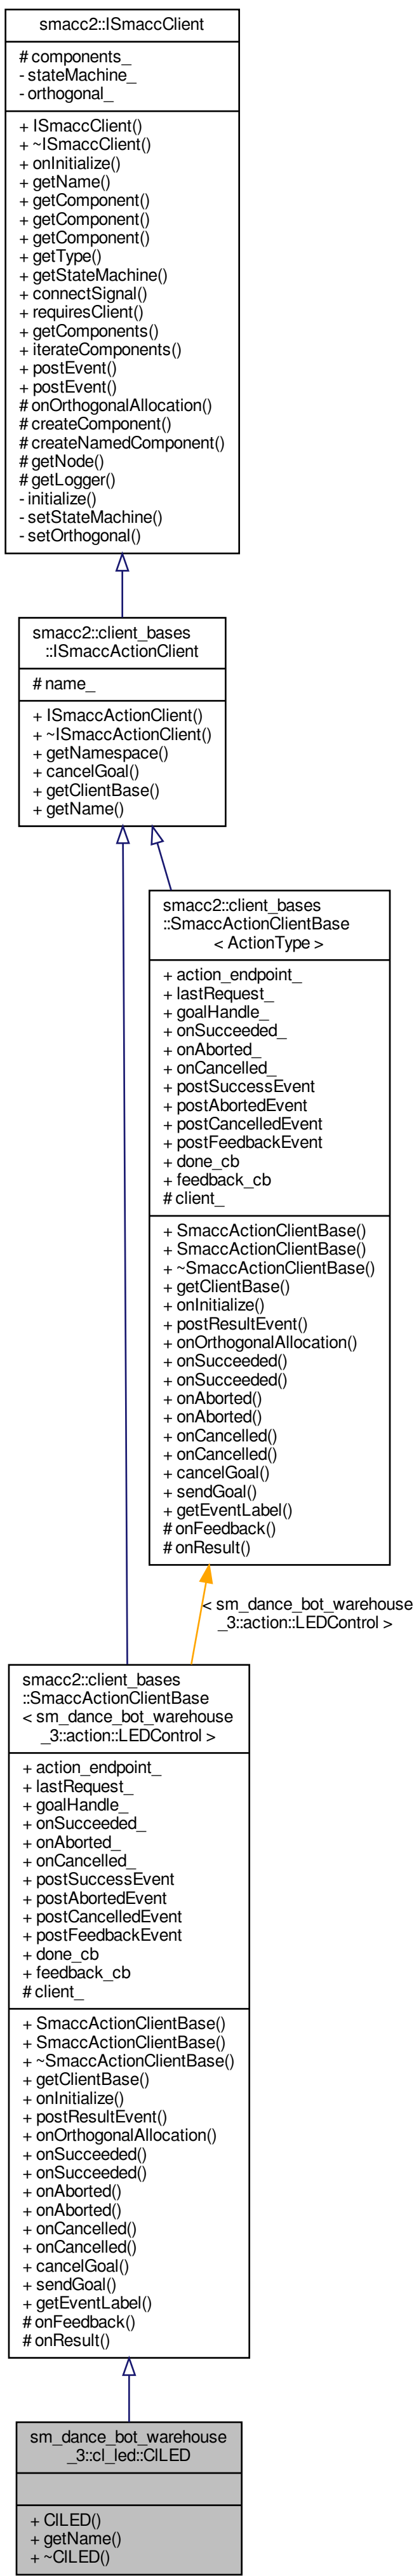 smacc2::ISmaccClient
# components_
- stateMachine_
- orthogonal_
+ ISmaccClient()
+ ~ISmaccClient()
+ onInitialize()
+ getName()
+ getComponent()
+ getComponent()
+ getComponent()
+ getType()
+ getStateMachine()
+ connectSignal()
+ requiresClient()
+ getComponents()
+ iterateComponents()
+ postEvent()
+ postEvent()
# onOrthogonalAllocation()
# createComponent()
# createNamedComponent()
# getNode()
# getLogger()
- initialize()
- setStateMachine()
- setOrthogonal()
smacc2::client_bases
::ISmaccActionClient
# name_
+ ISmaccActionClient()
+ ~ISmaccActionClient()
+ getNamespace()
+ cancelGoal()
+ getClientBase()
+ getName()
smacc2::client_bases
::SmaccActionClientBase
< ActionType >
+ action_endpoint_
+ lastRequest_
+ goalHandle_
+ onSucceeded_
+ onAborted_
+ onCancelled_
+ postSuccessEvent
+ postAbortedEvent
+ postCancelledEvent
+ postFeedbackEvent
+ done_cb
+ feedback_cb
# client_
+ SmaccActionClientBase()
+ SmaccActionClientBase()
+ ~SmaccActionClientBase()
+ getClientBase()
+ onInitialize()
+ postResultEvent()
+ onOrthogonalAllocation()
+ onSucceeded()
+ onSucceeded()
+ onAborted()
+ onAborted()
+ onCancelled()
+ onCancelled()
+ cancelGoal()
+ sendGoal()
+ getEventLabel()
# onFeedback()
# onResult()
< sm_dance_bot_warehouse
_3::action::LEDControl >
smacc2::client_bases
::SmaccActionClientBase
< sm_dance_bot_warehouse
_3::action::LEDControl >
+ action_endpoint_
+ lastRequest_
+ goalHandle_
+ onSucceeded_
+ onAborted_
+ onCancelled_
+ postSuccessEvent
+ postAbortedEvent
+ postCancelledEvent
+ postFeedbackEvent
+ done_cb
+ feedback_cb
# client_
+ SmaccActionClientBase()
+ SmaccActionClientBase()
+ ~SmaccActionClientBase()
+ getClientBase()
+ onInitialize()
+ postResultEvent()
+ onOrthogonalAllocation()
+ onSucceeded()
+ onSucceeded()
+ onAborted()
+ onAborted()
+ onCancelled()
+ onCancelled()
+ cancelGoal()
+ sendGoal()
+ getEventLabel()
# onFeedback()
# onResult()
sm_dance_bot_warehouse
_3::cl_led::ClLED
+ ClLED()
+ getName()
+ ~ClLED()